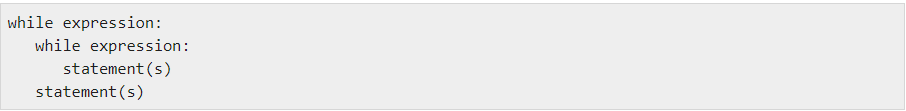 while expression:
   while expression:
      statement(s)
   statement(s)